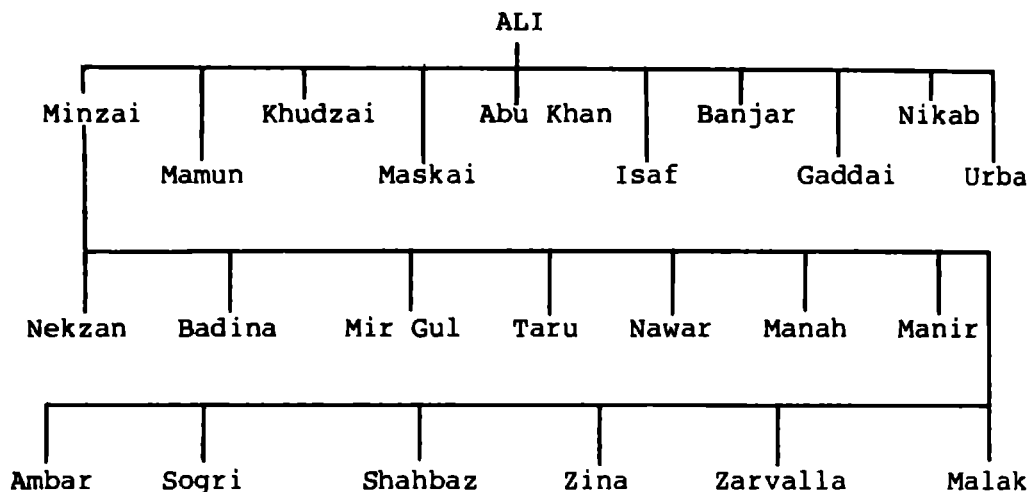 ALI
Minzai Khudzai Abu Khan Banjar Nikab
Mamun Maskai Isaf Gaddai Urba
Nekzan Badina Mir Gul Taru Nawar Manah Manir
Ambar Sogri Shahbaz Zina Zarvalla Malak